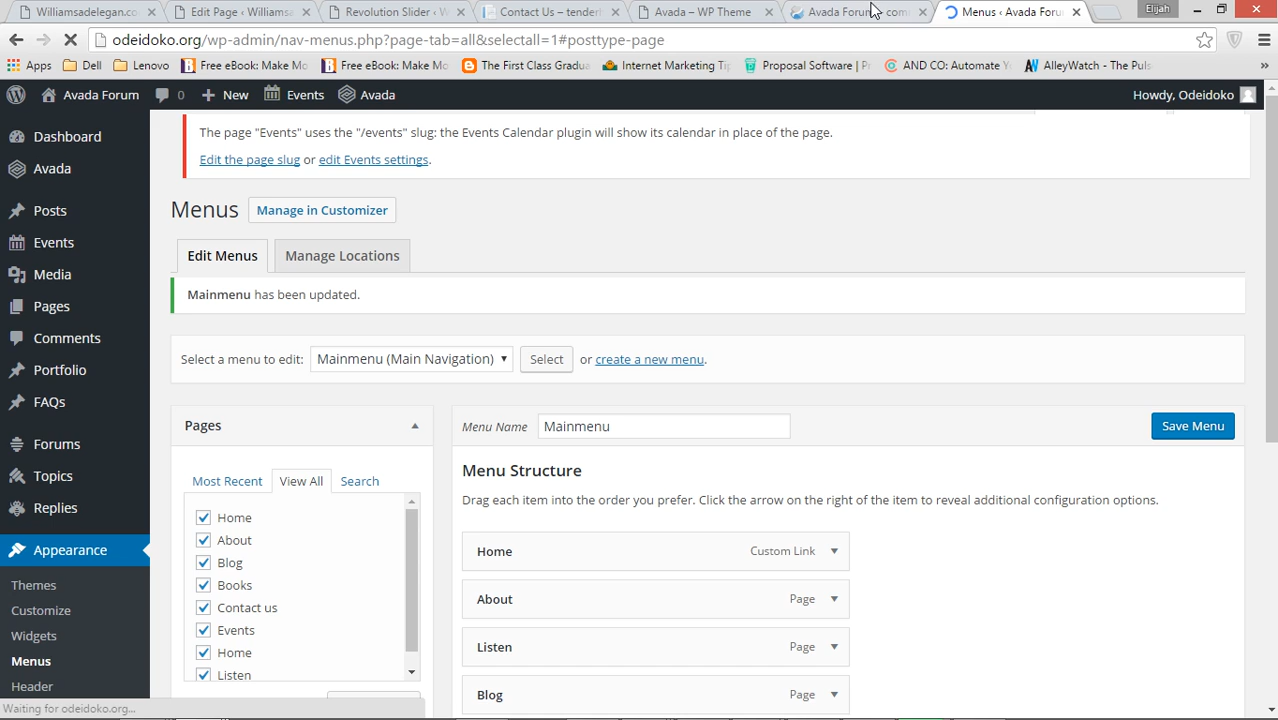 Williamsadelegan.co
Edit Page ‹ Williamsa
Revolution Slider ‹ W
Contact Us – tenderh
Avada – WP Theme
Avada Forum
com
Menus ‹ Avada Forum
Elijah
odeidoko.org/wp-admin/nav-menus.php?page-tab=all&selectall=1#posttype-page
Apps Dell Lenovo Free eBook: Make Mo Free eBook: Make Mo The First Class Gradua Internet Marketing Tip Proposal Software | Pr AND CO: Automate Y AlleyWatch - The Puls »
Avada Forum 0 New Events Avada Howdy, Odeidoko
The page "Events" uses the "/events" slug: the Events Calendar plugin will show its calendar in place of the page.
Edit the page slug or edit Events settings.
Dashboard
Avada
Posts
Events
Media
Pages
Comments
Portfolio
FAQs
Forums
Topics
Replies
Appearance
Themes
Customize
Widgets
Menus
Header
Menus Manage in Customizer
Edit Menus Manage Locations
Mainmenu has been updated.
Select a menu to edit: Mainmenu (Main Navigation) Select or create a new menu.
Pages
Most Recent View All Search
Home
About
Blog
Books
Contact us
Events
Home
Listen
Menu Name Mainmenu Save Menu
Menu Structure
Drag each item into the order you prefer. Click the arrow on the right of the item to reveal additional configuration options.
Home Custom Link
About Page
Listen Page
Blog Page
Waiting for odeidoko.org...